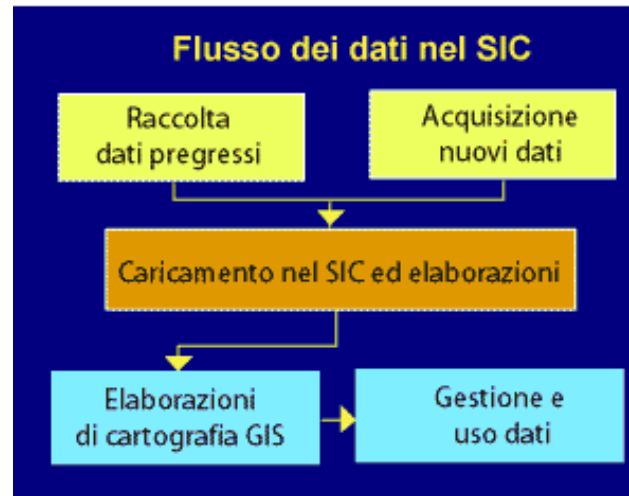 Flusso dei dati nel SIC
Raccolta
dati pregressi
Acquisizione
nuovi dati
Caricamento nel SIC ed elaborazioni
Elaborazioni
di cartografia GIS
Gestione e
uso dati